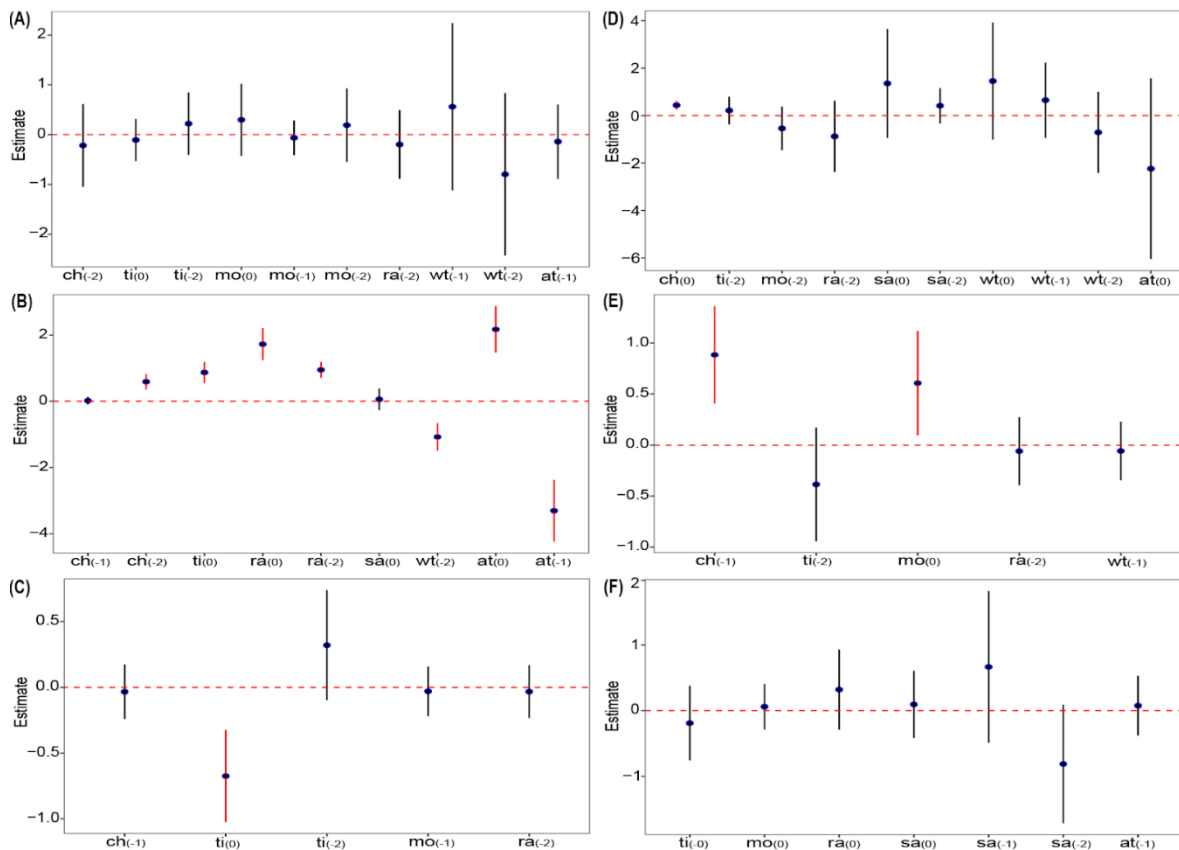 (A)
Estimate
2
1
0
−1
−2
ch(-2) ti(0) ti(-2) mo(0) mo(-1) mo(-2) ra(-2) wt(-1) wt(-2) at(-1)
(B)
Estimate
2
0
−2
−4
ch(-1) ch(-2) ti(0) ra(0) ra(-2) sa(0) wt(-2) at(0) at(-1)
(C)
Estimate
0.5
0.0
−0.5
−1.0
ch(-1) ti(0) ti(-2) mo(-1) ra(-2)
(D)
Estimate
4
2
0
−2
−4
−6
ch(0) ti(-2) mo(-2) ra(-2) sa(0) sa(-2) wt(0) wt(-1) wt(-2) at(0)
(E)
Estimate
1.0
0.5
0.0
−0.5
−1.0
ch(-1) ti(-2) mo(0) ra(-2) wt(-1)
(F)
Estimate
2
1
0
−1
ti(-0) mo(0) ra(0) sa(0) sa(-1) sa(-2) at(-1)